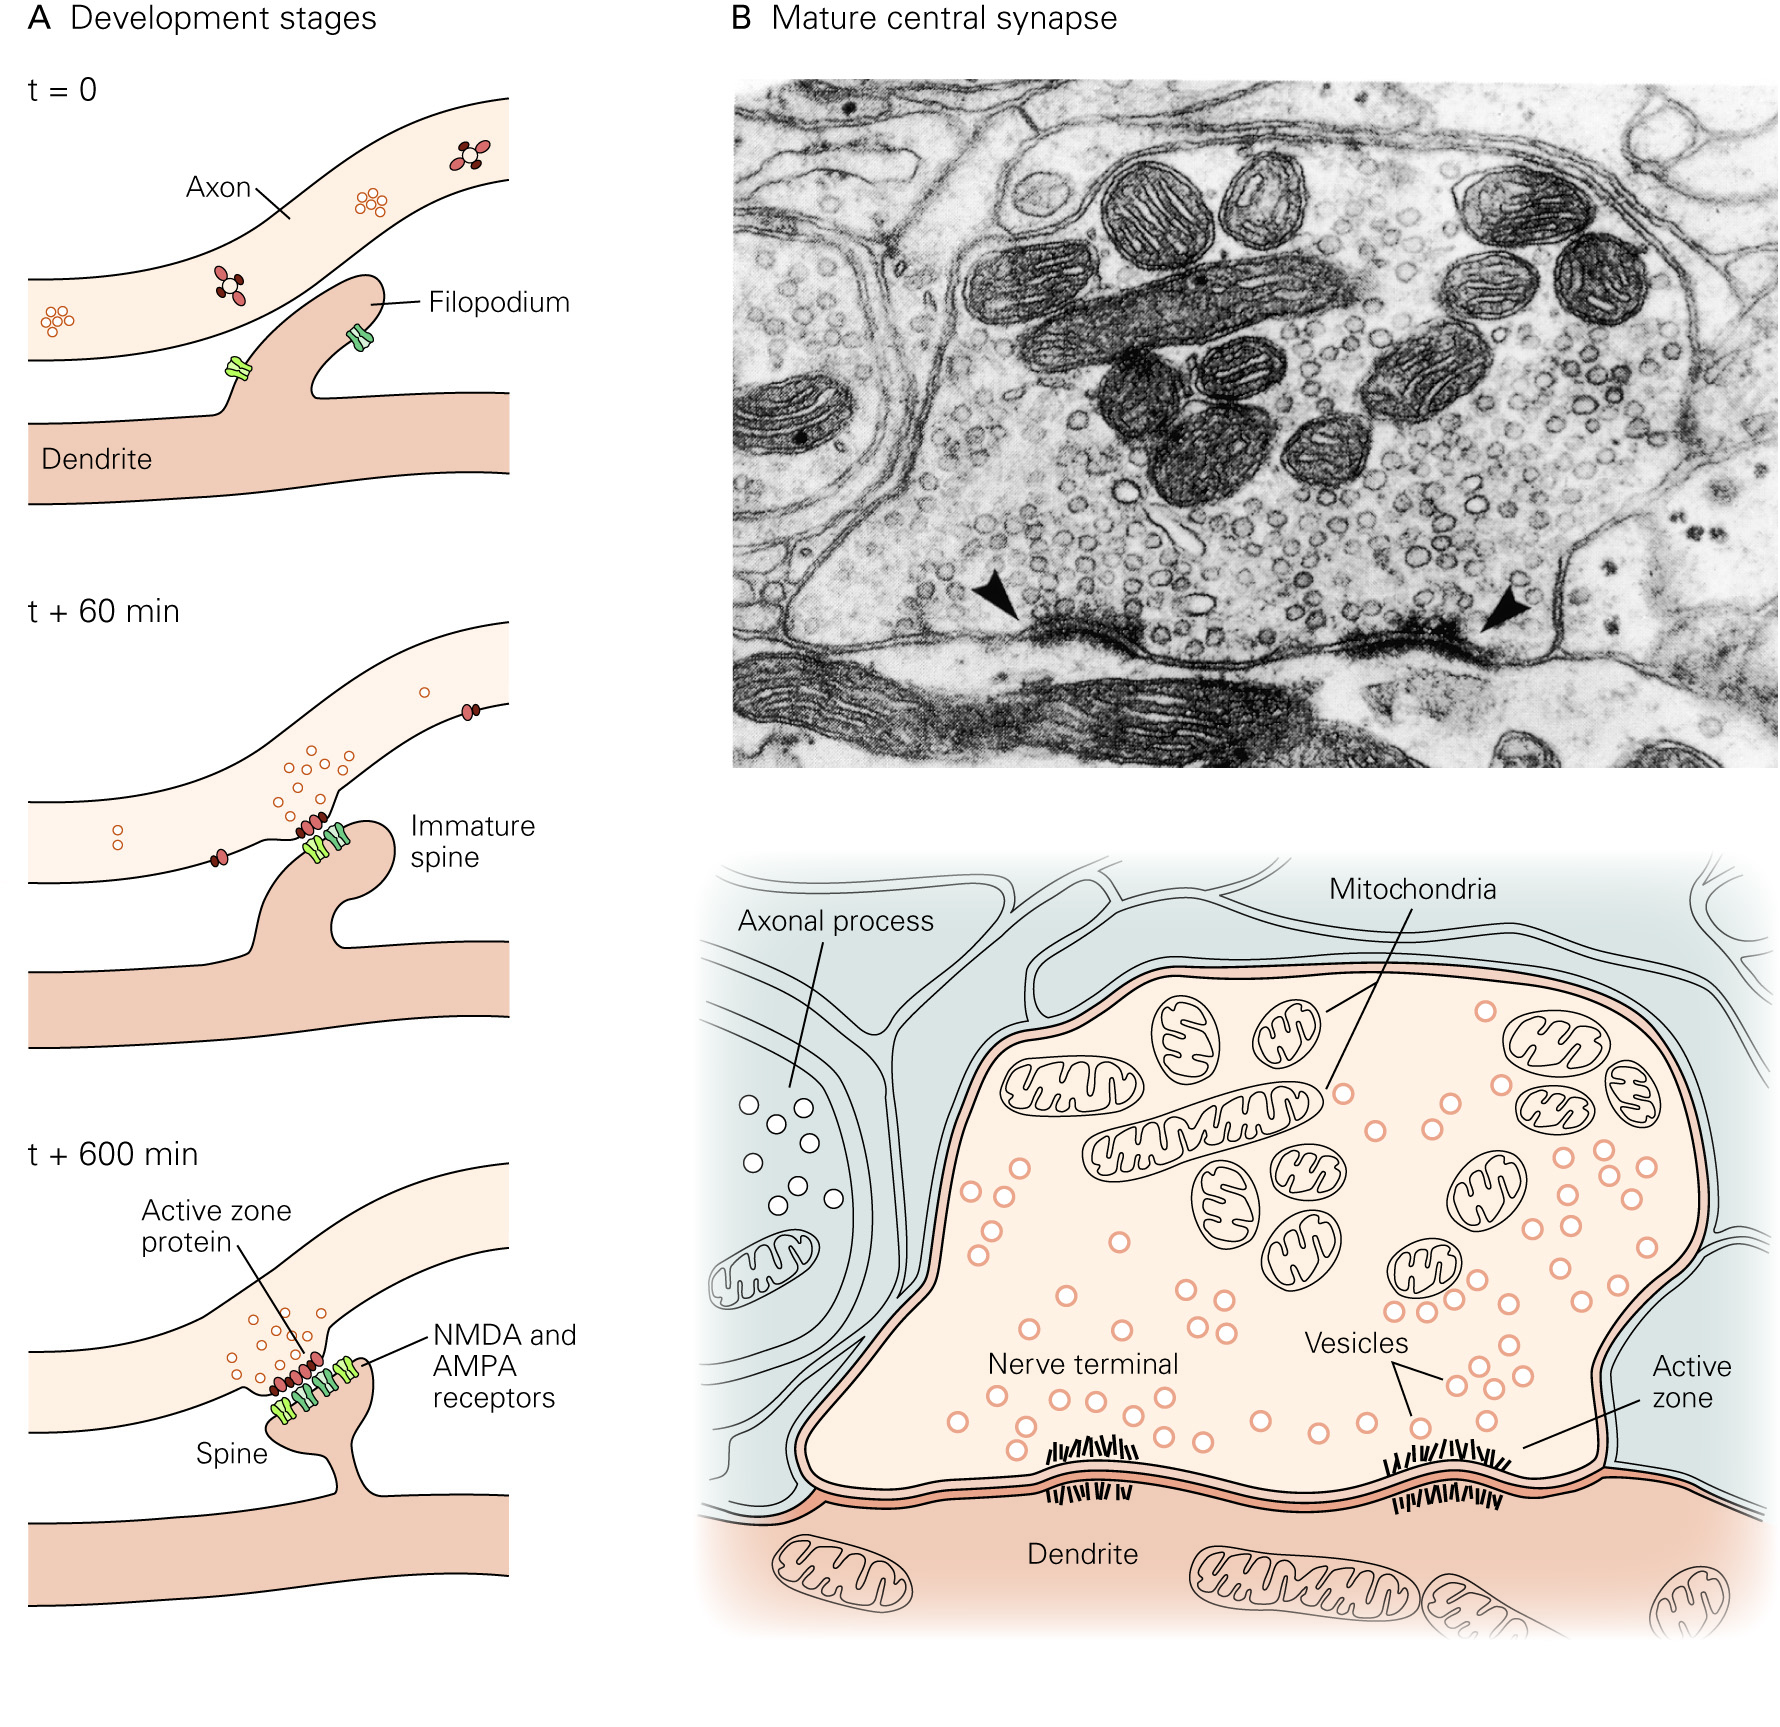 A Development stages
t = 0
Axon
Filopodium
Dendrite
t + 60 min
Immature
spine
t + 600 min
Active zone
protein
NMDA and
AMPA
receptors
Spine
B Mature central synapse
Mitochondria
Axonal process
Vesicles
Nerve terminal
Active
zone
Dendrite